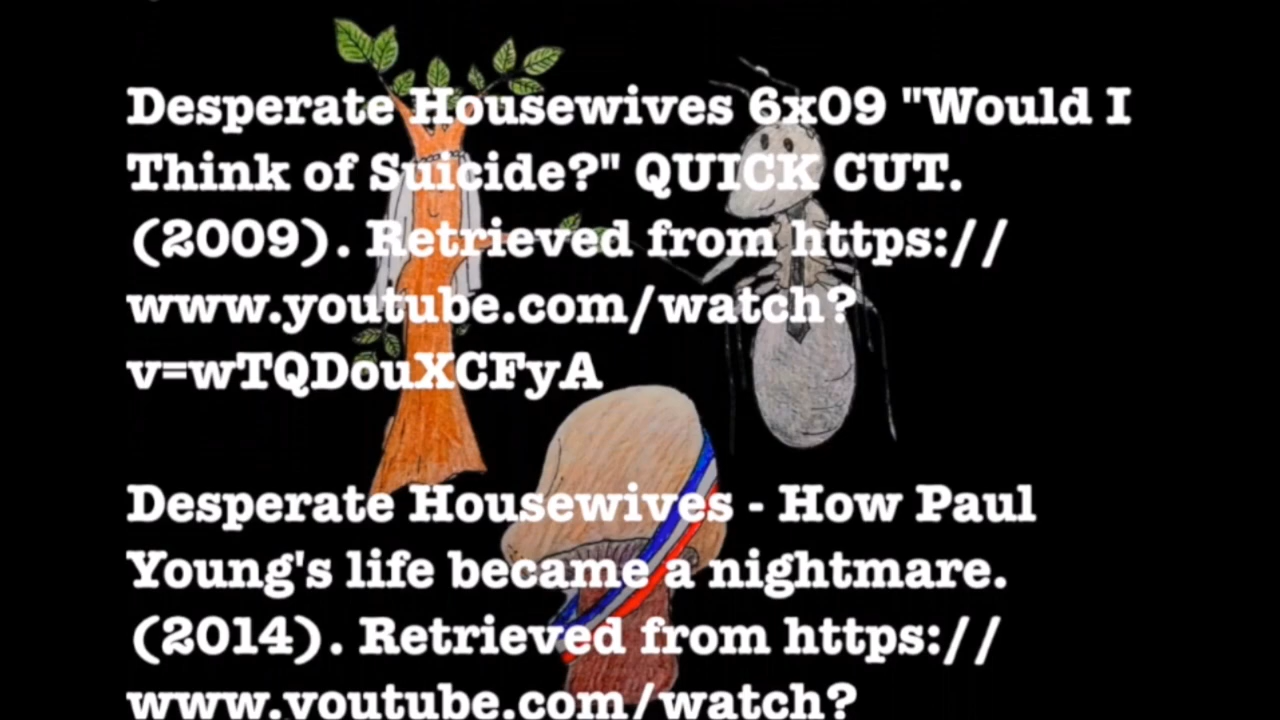 Desperate Housewives 6x09 "Would I
Think of Suicide?" QUICK CUT.
(2009). Retrieved from https://
www.youtube.com/watch?
v=wTQDouXCFyA
Desperate Housewives - How Paul
Young's life became a nightmare.
(2014). Retrieved from https://
www.youtube.com/watch?